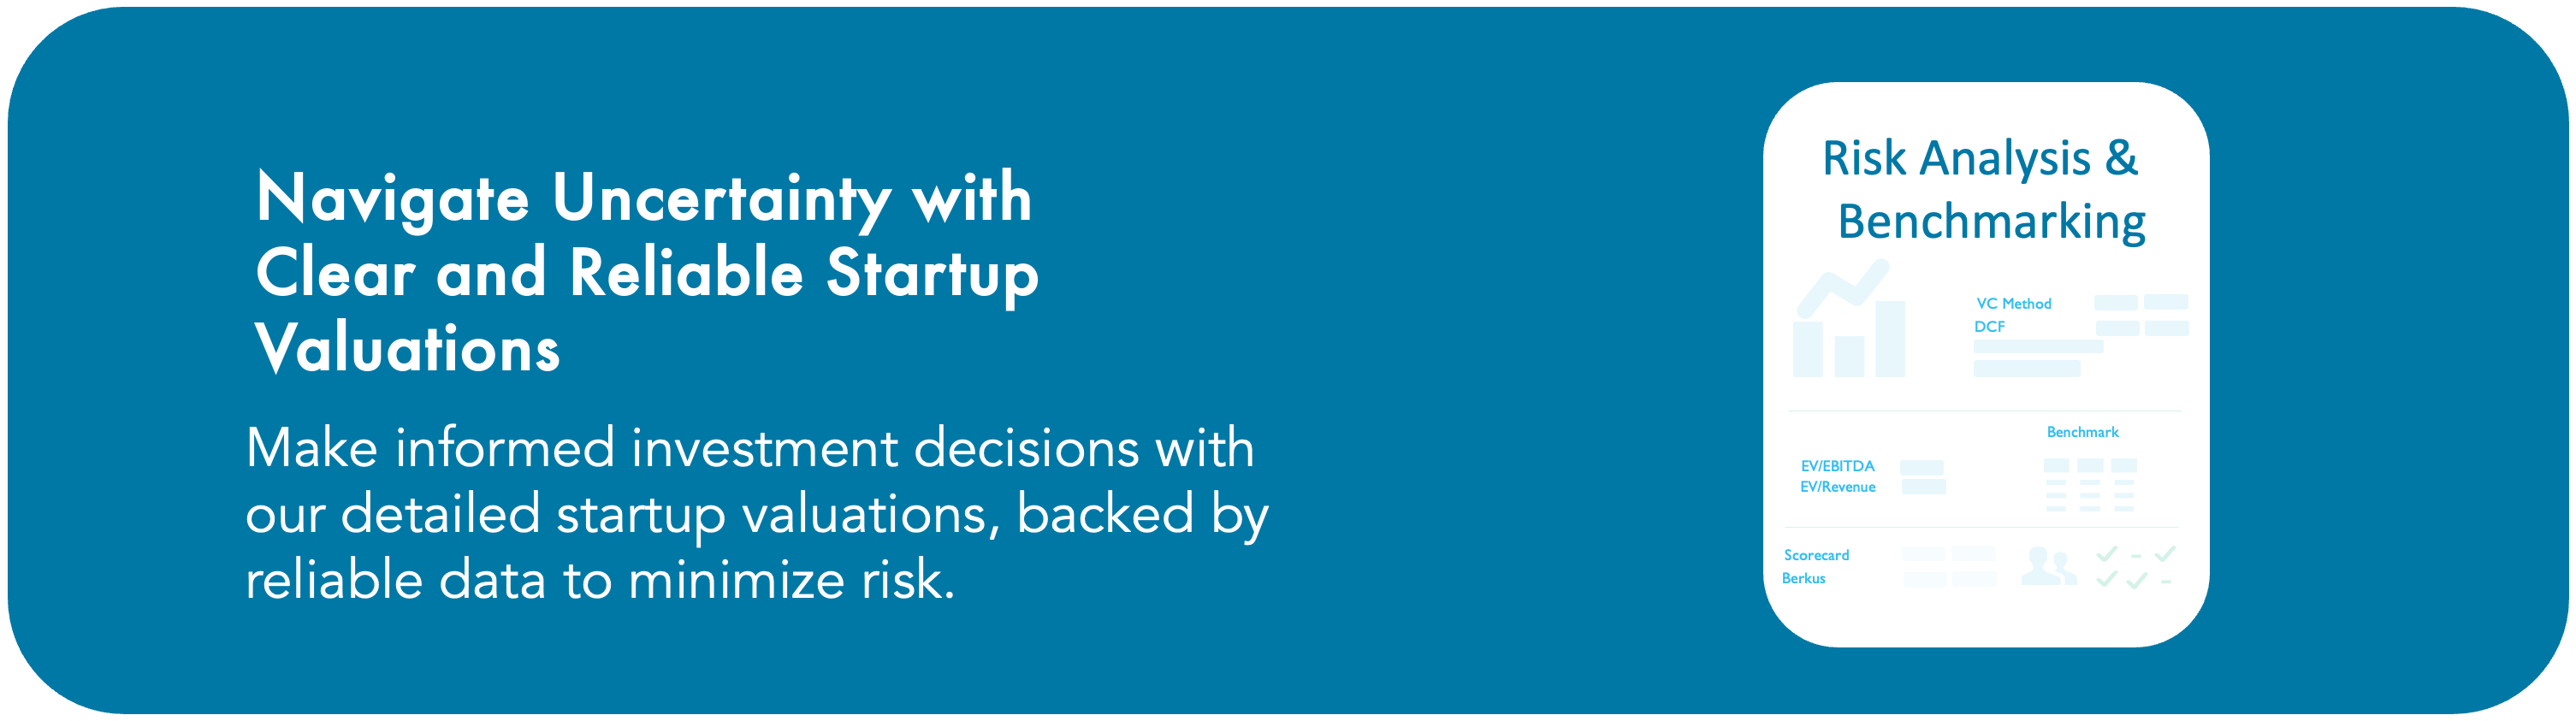 Navigate Uncertainty with
Clear and Reliable Startup
Valuations
Make informed investment decisions with
our detailed startup valuations, backed by
reliable data to minimize risk.
Risk Analysis &
Benchmarking
VC Method
DCF
Benchmark
EV/EBITDA
EV/Revenue
Scorecard
Berkus